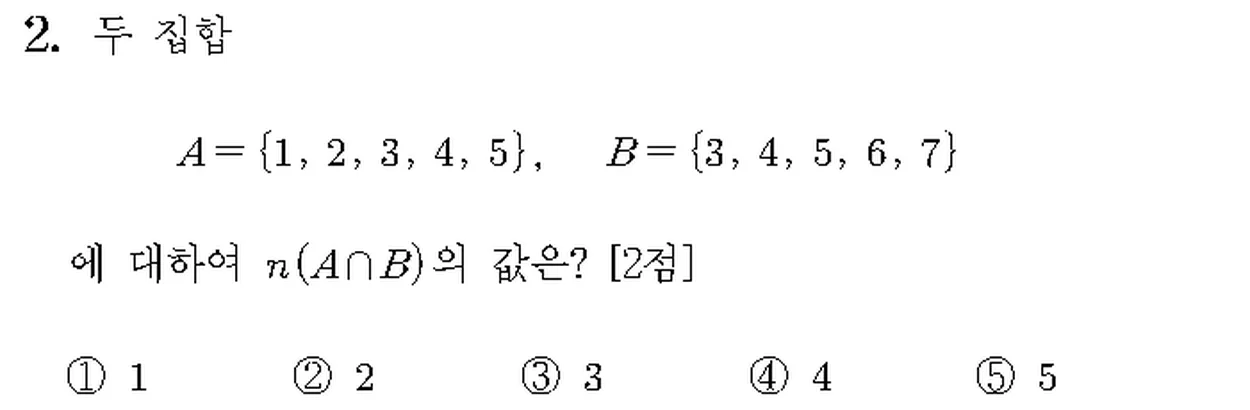 2. 두 집합
A={1, 2, 3, 4, 5}, B={3, 4, 5, 6, 7}
에 대하여 n(A∩B)의 값은? [2점]
① 1 ② 2 ③ 3 ④ 4 ⑤ 5